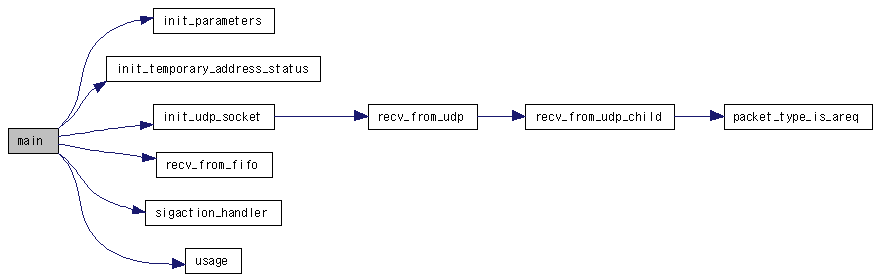 init_parameters
init_temporary_address_status
init_udp_socket
recv_from_udp
recv_from_udp_child
packet_type_is_areq
main
recv_from_fifo
sigaction_handler
usage